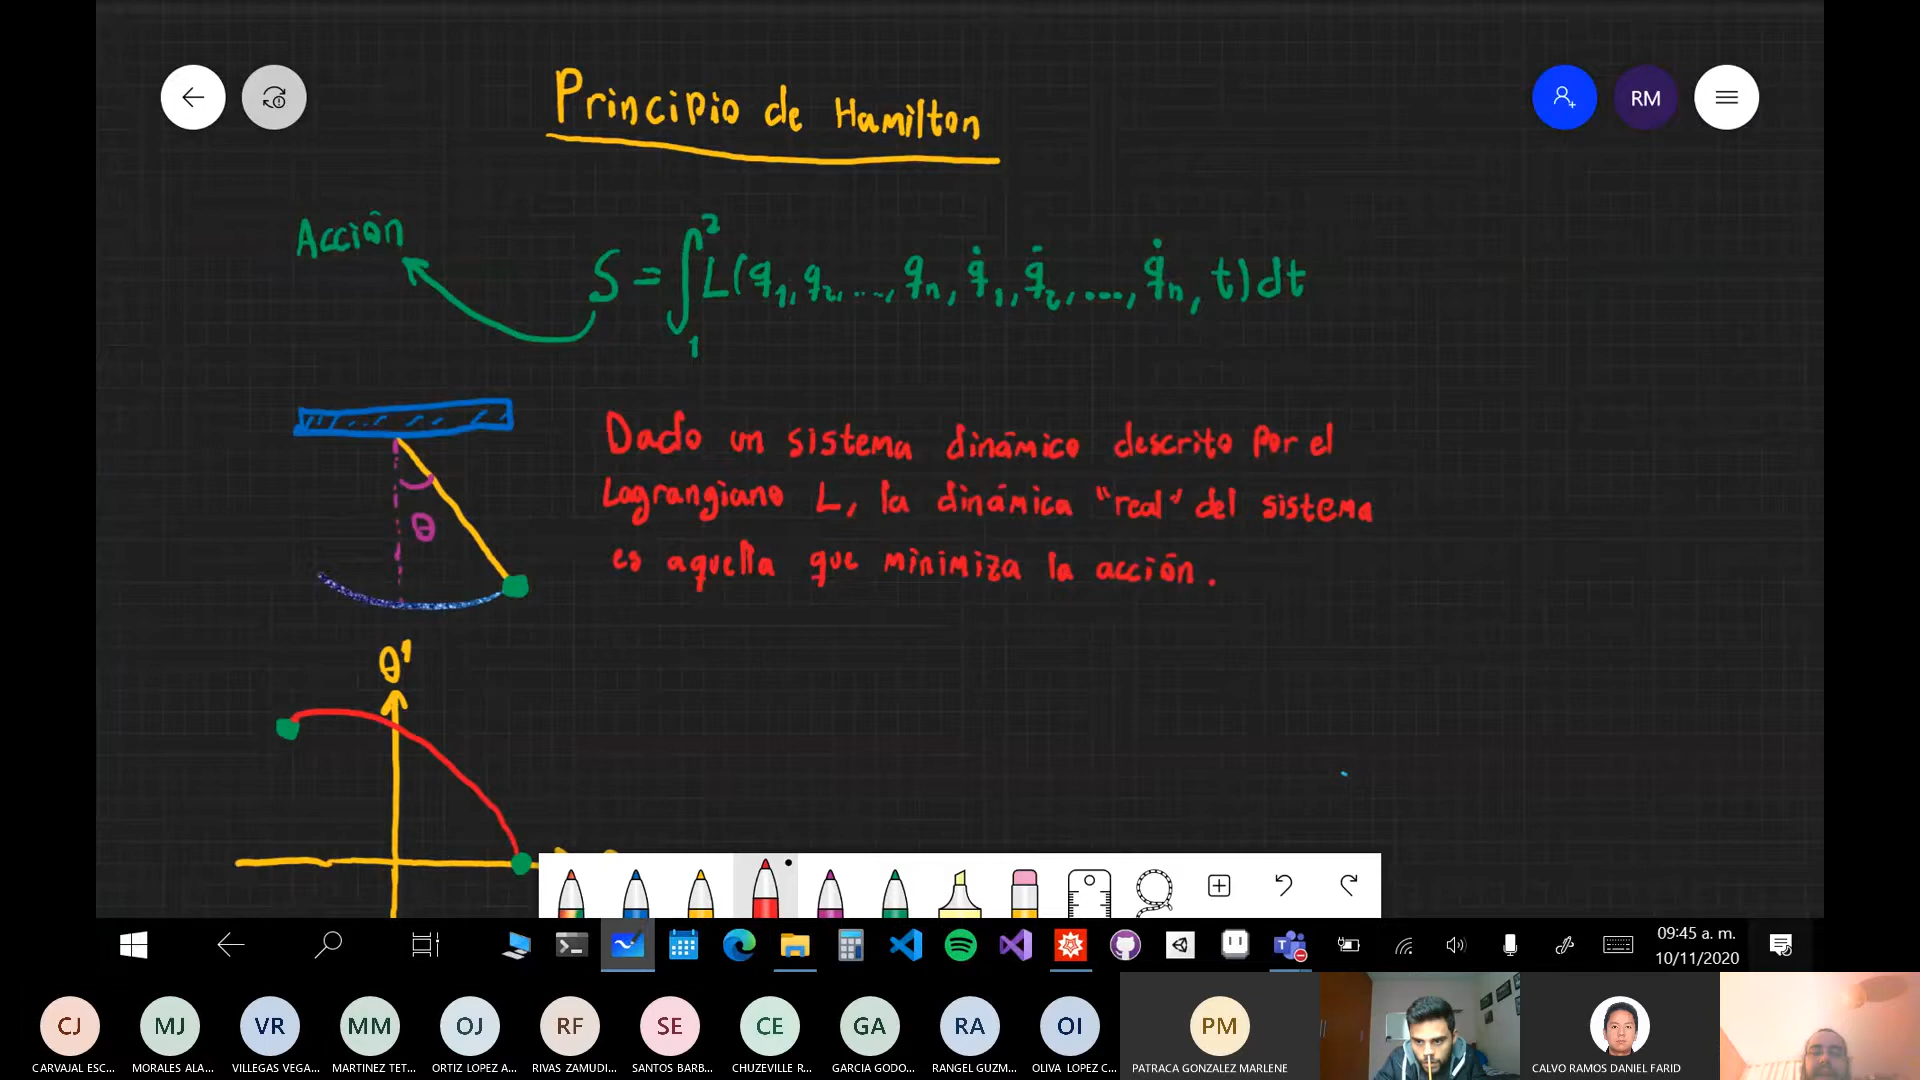 Principio de Hamilton
RM
Acción
S = ∫₁² L(q₁, q₂, ..., qₙ, q̇₁, q̇₂, ..., q̇ₙ, t) dt
Dado un sistema dinámico descrito por el
Lagrangiano L, la dinámica "real" del sistema
es aquella que minimiza la acción.
θ
θ'
09:45 a. m.
10/11/2020
CJ
MJ
VR
MM
OJ
RF
SE
CE
GA
RA
OI
PM
CARVAJAL ESC...
MORALES ALA...
VILLEGAS VEGA...
MARTINEZ TET...
ORTIZ LOPEZ A...
RIVAS ZAMUDI...
SANTOS BARB...
CHUZEVILLE R...
GARCIA GODO...
RANGEL GUZM...
OLIVA LOPEZ C...
PATRACA GONZALEZ MARLENE
CALVO RAMOS DANIEL FARID